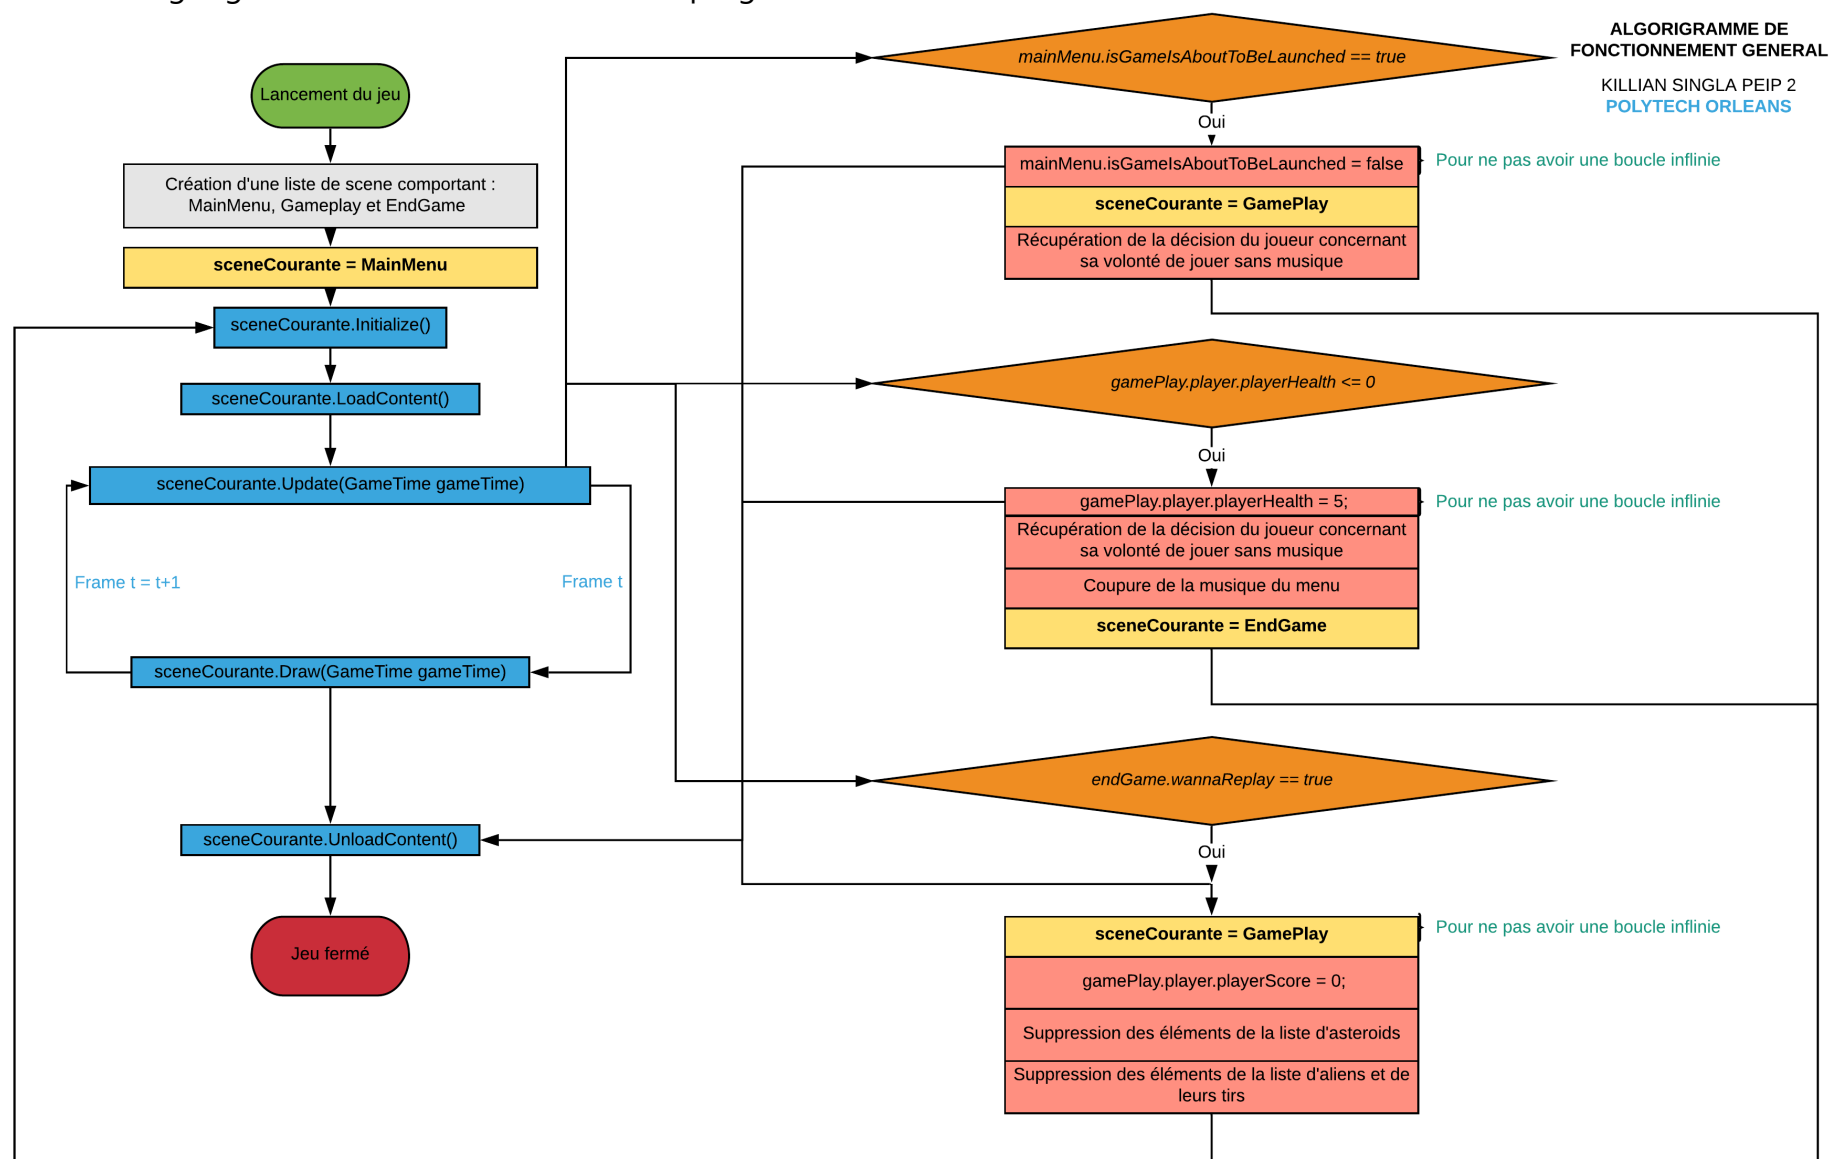 ALGORIGRAMME DE
FONCTIONNEMENT GENERAL
KILLIAN SINGLA PEIP 2
POLYTECH ORLEANS
Lancement du jeu
Création d'une liste de scene comportant :
MainMenu, Gameplay et EndGame
sceneCourante = MainMenu
sceneCourante.Initialize()
sceneCourante.LoadContent()
sceneCourante.Update(GameTime gameTime)
Frame t = t+1
Frame t
sceneCourante.Draw(GameTime gameTime)
sceneCourante.UnloadContent()
Jeu fermé
mainMenu.isGameIsAboutToBeLaunched == true
Oui
mainMenu.isGameIsAboutToBeLaunched = false
Pour ne pas avoir une boucle inflinie
sceneCourante = GamePlay
Récupération de la décision du joueur concernant
sa volonté de jouer sans musique
gamePlay.player.playerHealth <= 0
Oui
gamePlay.player.playerHealth = 5;
Pour ne pas avoir une boucle inflinie
Récupération de la décision du joueur concernant
sa volonté de jouer sans musique
Coupure de la musique du menu
sceneCourante = EndGame
endGame.wannaReplay == true
Oui
sceneCourante = GamePlay
Pour ne pas avoir une boucle inflinie
gamePlay.player.playerScore = 0;
Suppression des éléments de la liste d'asteroids
Suppression des éléments de la liste d'aliens et de
leurs tirs